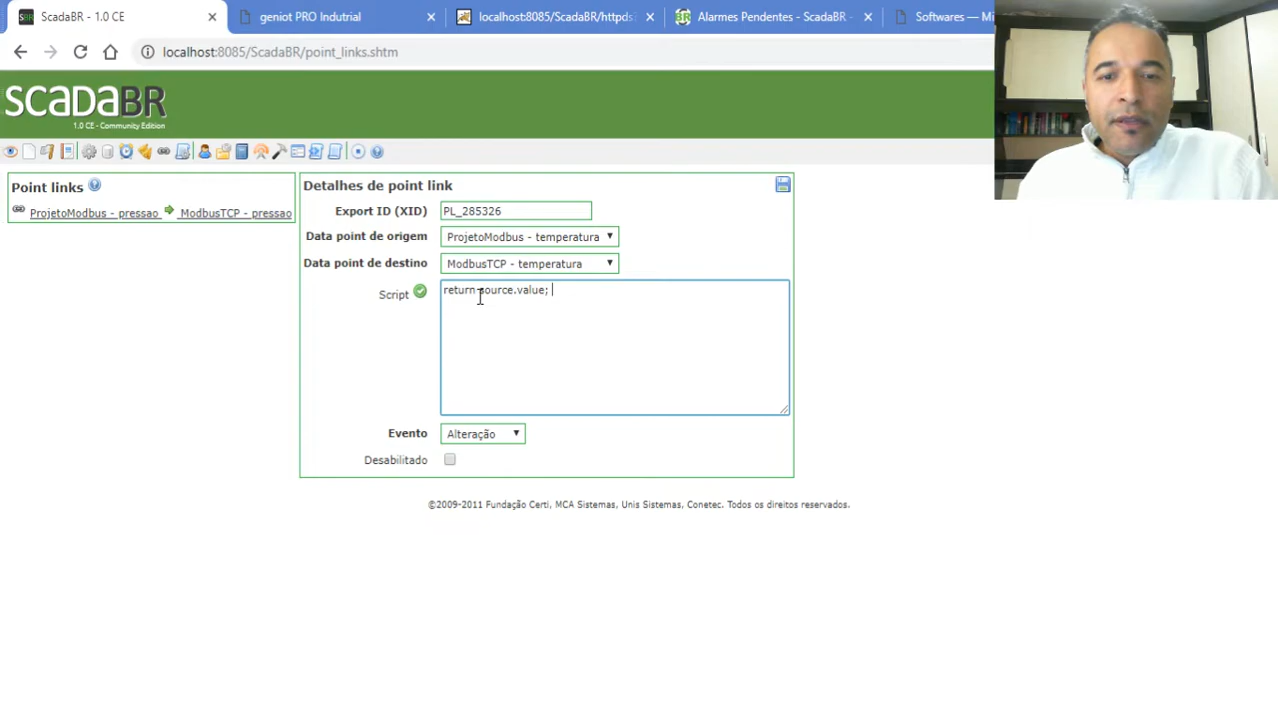 ScadaBR - 1.0 CE
geniot PRO Indutrial
localhost:8085/ScadaBR/httpds
Alarmes Pendentes - ScadaBR -
Softwares — Mi
localhost:8085/ScadaBR/point_links.shtm
ScadaBR
1.0 CE - Community Edition
Point links
ProjetoModbus - pressao ModbusTCP - pressao
Detalhes de point link
Export ID (XID) PL_285326
Data point de origem ProjetoModbus - temperatura
Data point de destino ModbusTCP - temperatura
Script return source.value;
Evento Alteração
Desabilitado
©2009-2011 Fundação Certi, MCA Sistemas, Unis Sistemas, Conetec. Todos os direitos reservados.